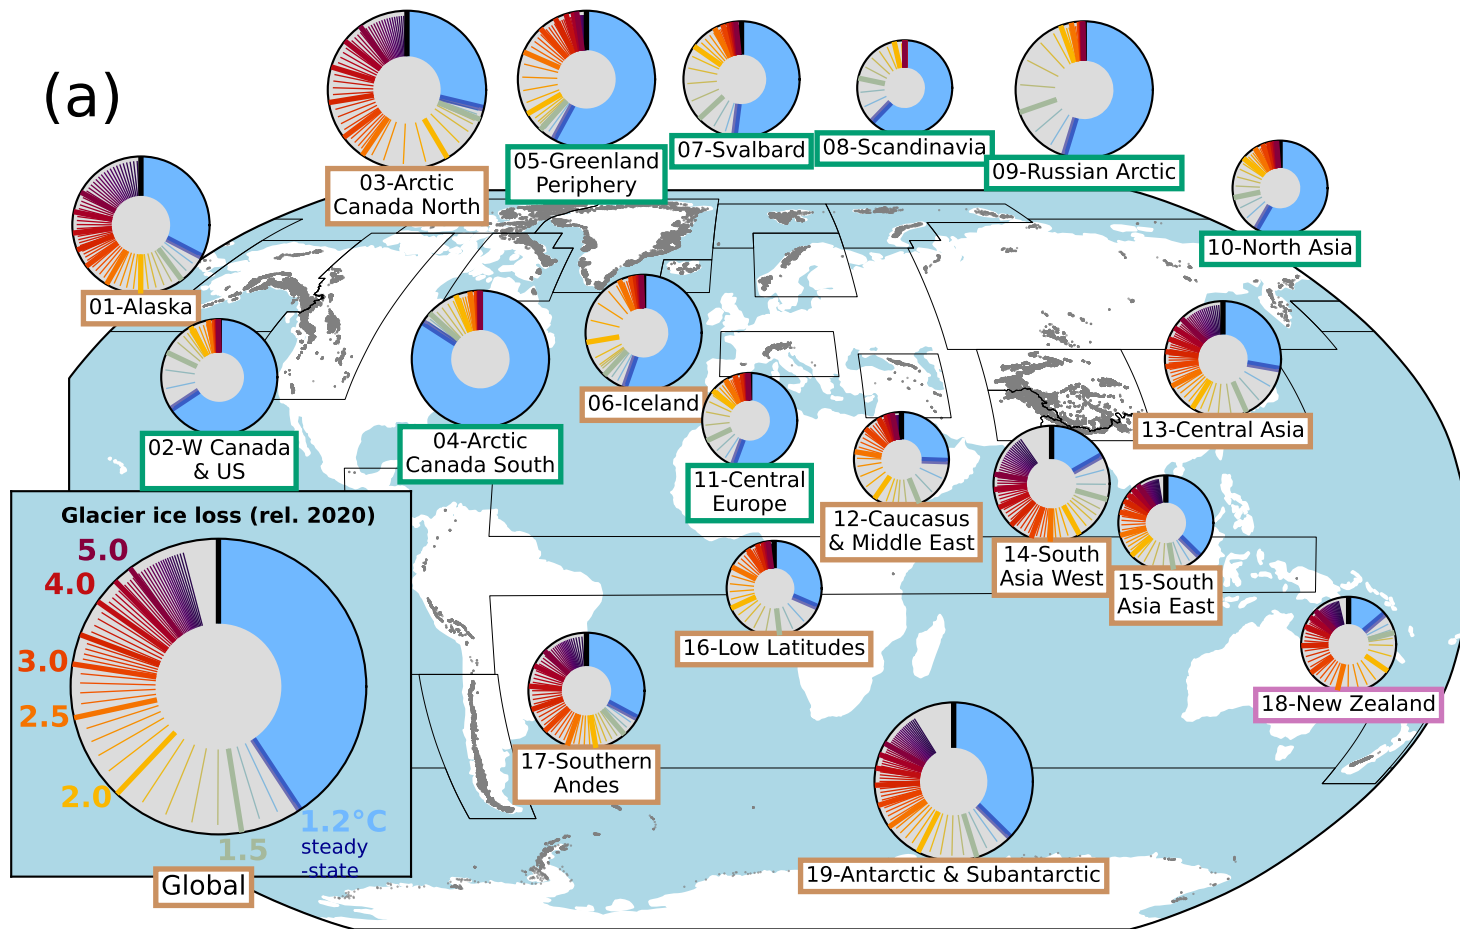 (a)
03-Arctic
Canada North
05-Greenland
Periphery
07-Svalbard
08-Scandinavia
09-Russian Arctic
10-North Asia
01-Alaska
02-W Canada
& US
04-Arctic
Canada South
06-Iceland
11-Central
Europe
12-Caucasus
& Middle East
13-Central Asia
14-South
Asia West
15-South
Asia East
16-Low Latitudes
17-Southern
Andes
18-New Zealand
19-Antarctic & Subantarctic
Glacier ice loss (rel. 2020)
5.0
4.0
3.0
2.5
2.0
1.5
1.2°C
steady
-state
Global